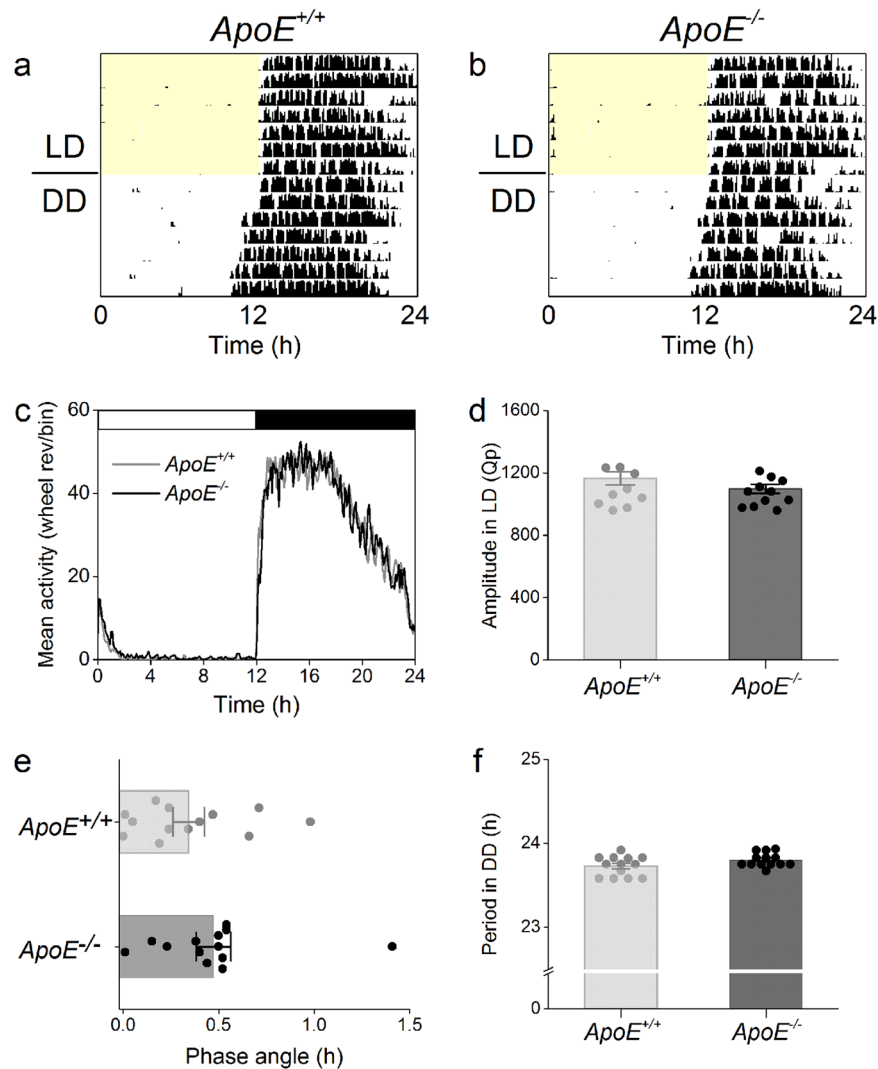 ApoE+/+
ApoE-/-
a
b
LD
DD
LD
DD
0
12
24
Time (h)
0
12
24
Time (h)
c
60
40
20
0
Mean activity (wheel rev/bin)
ApoE+/+
ApoE-/-
0
4
8
12
16
20
24
Time (h)
d
1600
1200
800
400
0
Amplitude in LD (Qp)
ApoE+/+
ApoE-/-
e
ApoE+/+
ApoE-/-
0.0
0.5
1.0
1.5
Phase angle (h)
f
25
24
23
0
Period in DD (h)
ApoE+/+
ApoE-/-